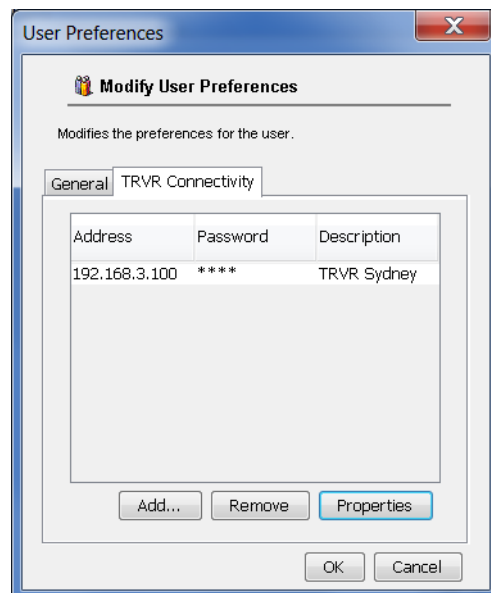 User Preferences
Modify User Preferences
Modifies the preferences for the user.
General TRVR Connectivity
Address Password Description
192.168.3.100 **** TRVR Sydney
Add... Remove Properties
OK Cancel